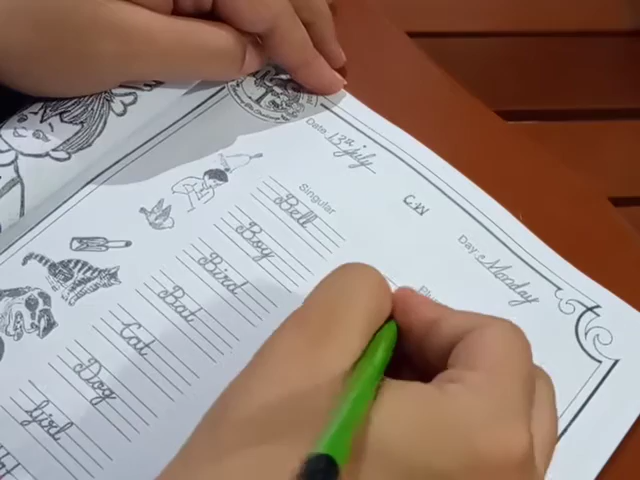 Date 13th july
C.W
Day: Monday
Singular
Bell
Boy
Bird
Bat
Cat
Dog
Girl